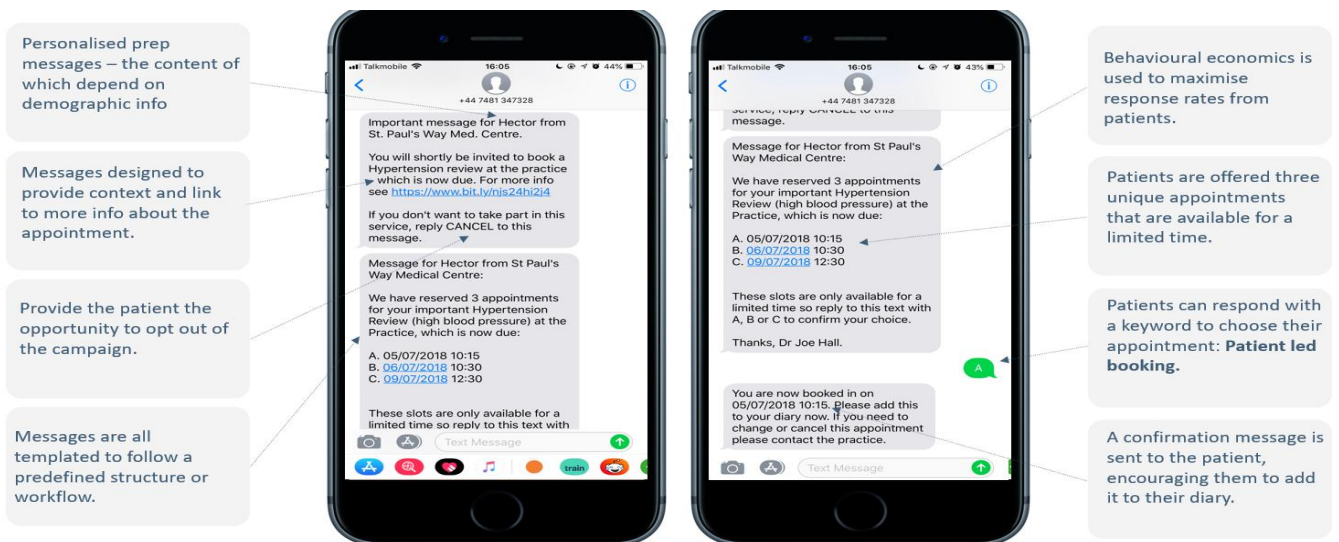 Personalised prep
messages – the content of
which depend on
demographic info
Messages designed to
provide context and link
to more info about the
appointment.
Provide the patient the
opportunity to opt out of
the campaign.
Messages are all
templated to follow a
predefined structure or
workflow.
Talkmobile 16:05 44%
+44 7481 347328
Important message for Hector from
St. Paul's Way Med. Centre.
You will shortly be invited to book a
Hypertension review at the practice
which is now due. For more info
see https://www.bit.ly/njs24hi2j4
If you don't want to take part in this
service, reply CANCEL to this
message.
Message for Hector from St Paul's
Way Medical Centre:
We have reserved 3 appointments
for your important Hypertension
Review (high blood pressure) at the
Practice, which is now due:
A. 05/07/2018 10:15
B. 06/07/2018 10:30
C. 09/07/2018 12:30
These slots are only available for a
limited time so reply to this text with
Text Message
train
Talkmobile 16:05 43%
+44 7481 347328
service, reply CANCEL to this
message.
Message for Hector from St Paul's
Way Medical Centre:
We have reserved 3 appointments
for your important Hypertension
Review (high blood pressure) at the
Practice, which is now due:
A. 05/07/2018 10:15
B. 06/07/2018 10:30
C. 09/07/2018 12:30
These slots are only available for a
limited time so reply to this text with
A, B or C to confirm your choice.
Thanks, Dr Joe Hall.
A
You are now booked in on
05/07/2018 10:15. Please add this
to your diary now. If you need to
change or cancel this appointment
please contact the practice.
Text Message
Behavioural economics is
used to maximise
response rates from
patients.
Patients are offered three
unique appointments
that are available for a
limited time.
Patients can respond with
a keyword to choose their
appointment: Patient led
booking.
A confirmation message is
sent to the patient,
encouraging them to add
it to their diary.